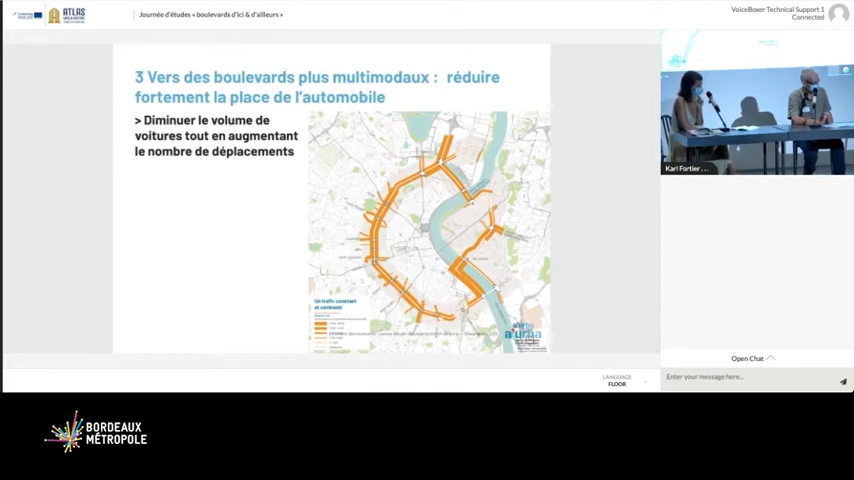 ATLAS
Journée d'études « boulevards d'ici & d'ailleurs »
VoiceBoxer Technical Support 1
Connected
3 Vers des boulevards plus multimodaux : réduire
fortement la place de l'automobile
> Diminuer le volume de
voitures tout en augmentant
le nombre de déplacements
Un trafic constant
et contraint
a'urba
Karl Fortier ...
Open Chat
Enter your message here...
LANGUAGE
FLOOR
BORDEAUX
MÉTROPOLE